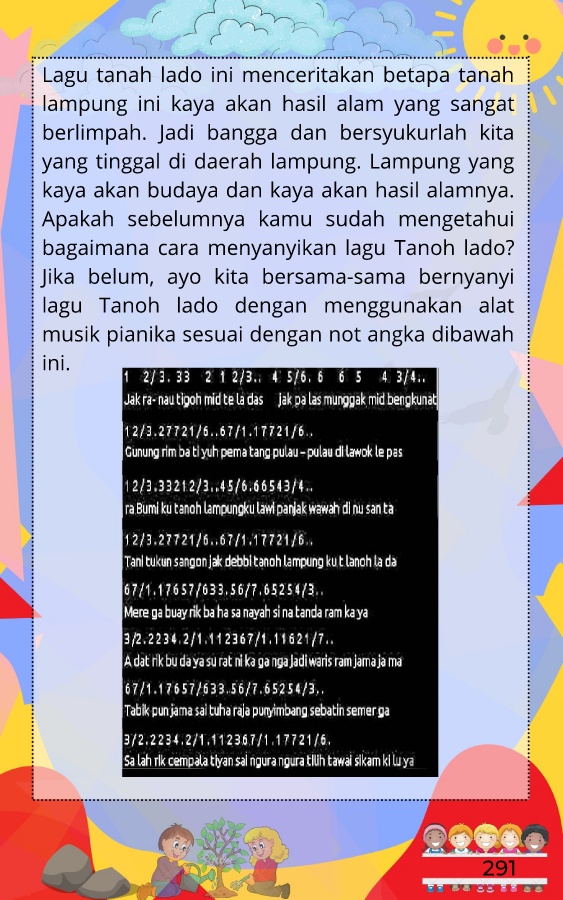 Lagu tanah lado ini menceritakan betapa tanah
lampung ini kaya akan hasil alam yang sangat
berlimpah. Jadi bangga dan bersyukurlah kita
yang tinggal di daerah lampung. Lampung yang
kaya akan budaya dan kaya akan hasil alamnya.
Apakah sebelumnya kamu sudah mengetahui
bagaimana cara menyanyikan lagu Tanoh lado?
Jika belum, ayo kita bersama-sama bernyanyi
lagu Tanoh lado dengan menggunakan alat
musik pianika sesuai dengan not angka dibawah
ini.
1 2/3. 33 2 1 2/3.. 4 5/6. 6 6 5 4 3/4..
Jak ra- nau tigoh mid te la das jak pa las munggak mid bengkunat
12/3.27721/6..67/1.17721/6..
Gunung rim ba ti yuh pema tang pulau – pulau di lawok le pas
12/3.33212/3..45/6.66543/4..
ra Bumi ku tanoh lampungku lawi panjak wawah di nu san ta
12/3.27721/6..67/1.17721/6..
Tani tukun sangon jak debbi tanoh lampung ku t lanoh la da
67/1.17657/633.56/7.65254/3..
Mere ga buay rik ba ha sa nayah si na tanda ram ka ya
3/2.2234.2/1.112367/1.11621/7..
A dat rik bu da ya su rat ni ka ga nga jadi waris ram jama ja ma
67/1.17657/633.56/7.65254/3..
Tabik pun jama sai tuha raja punyimbang sebatin semer ga
3/2.2234.2/1.112367/1.17721/6.
Sa lah rik cempala tiyan sai ngura ngura tilih tawai sikam ki lu ya
291